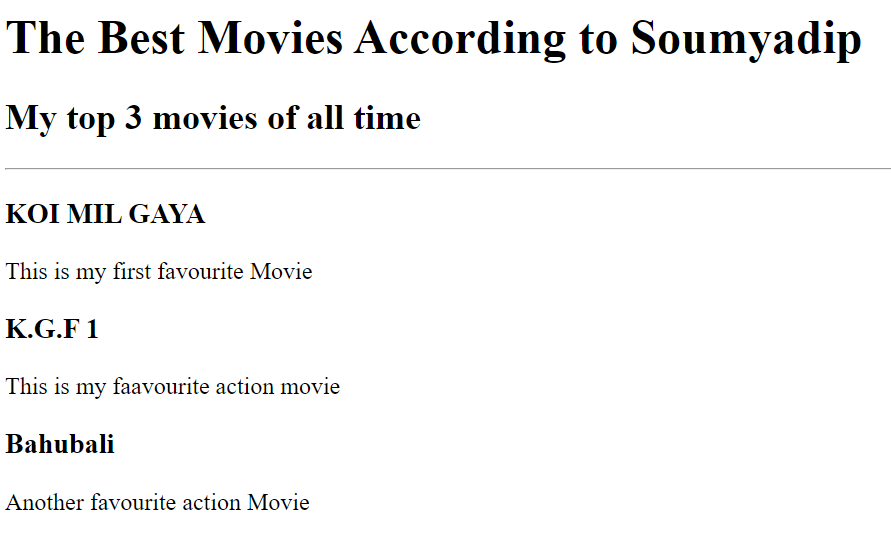 The Best Movies According to Soumyadip
My top 3 movies of all time
KOI MIL GAYA
This is my first favourite Movie
K.G.F 1
This is my faavourite action movie
Bahubali
Another favourite action Movie